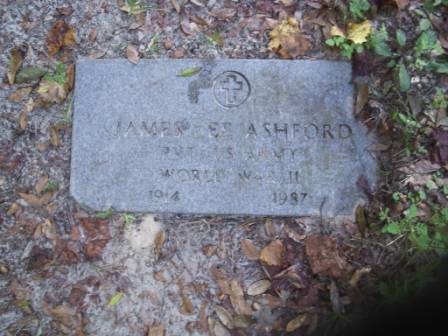 JAMES LEE ASHFORD
PVT US ARMY
WORLD WAR II
1914 1987